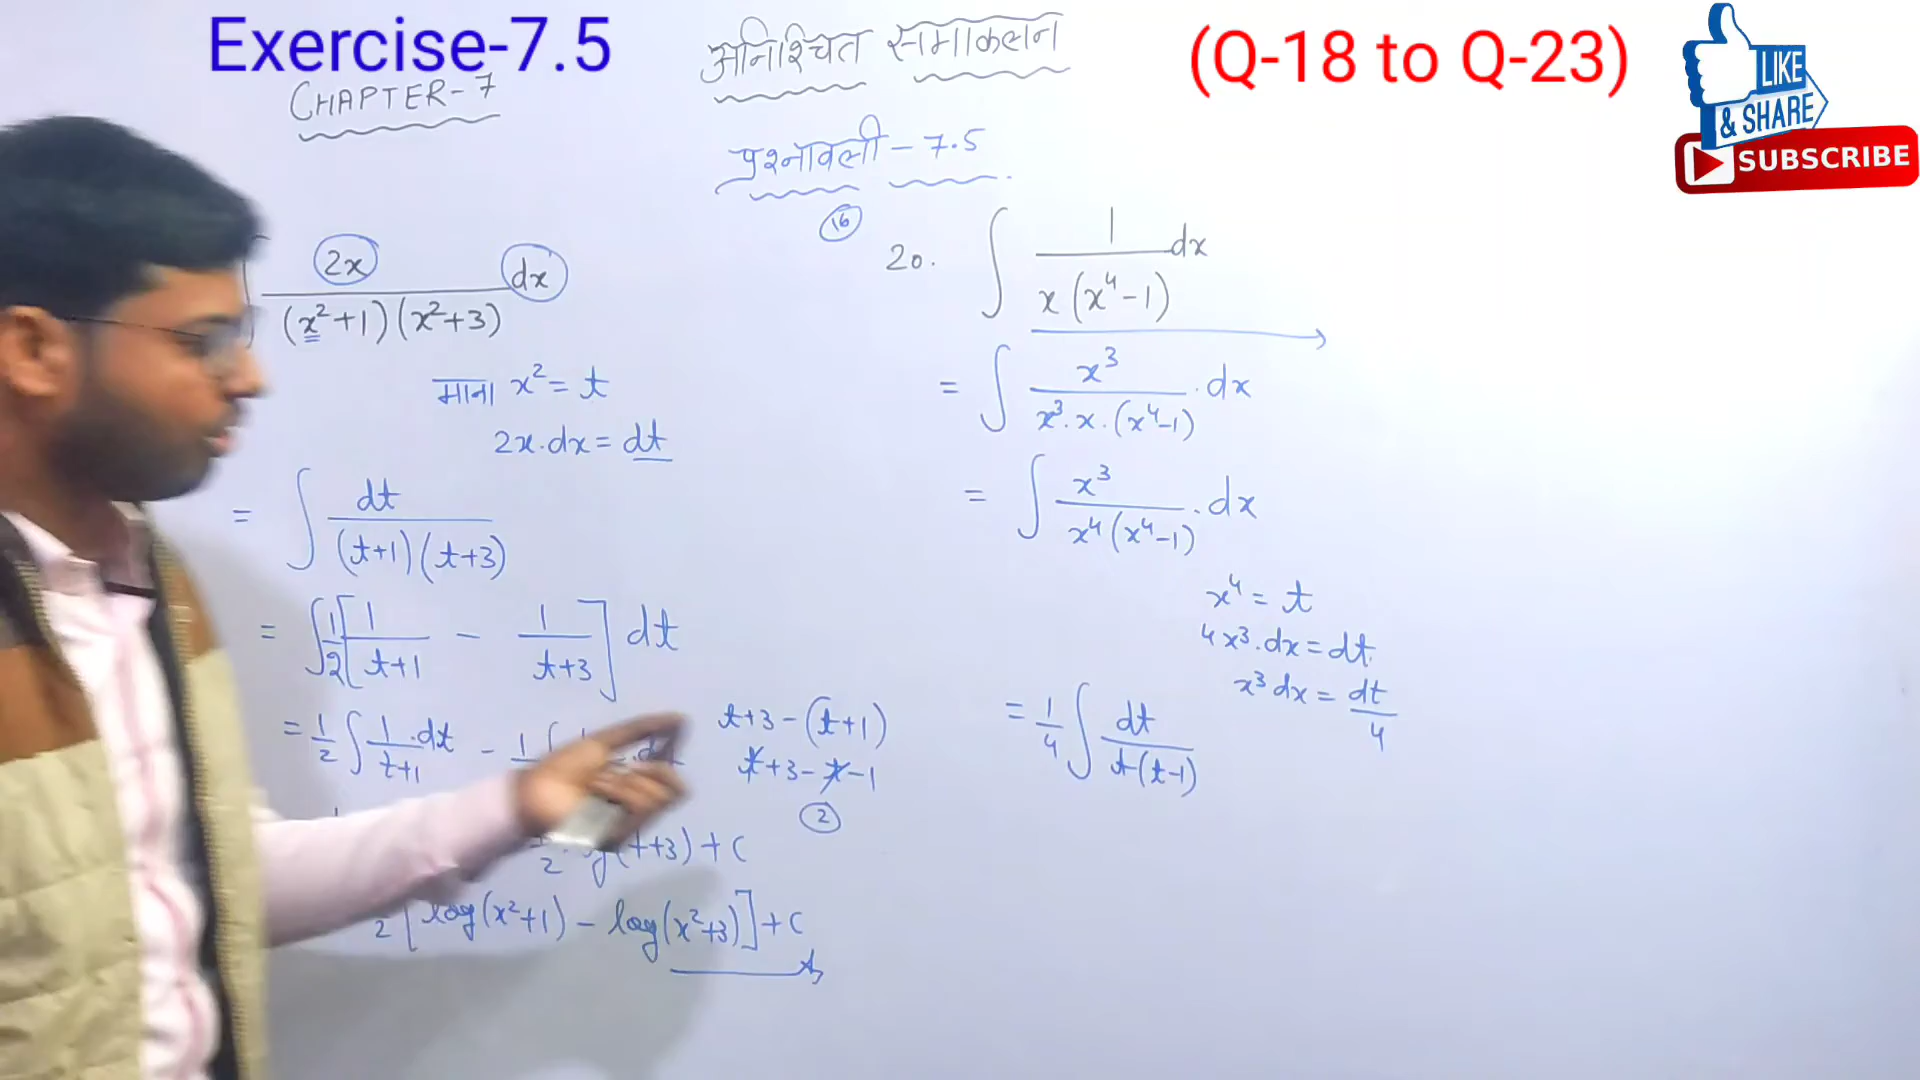 Exercise-7.5
CHAPTER-7
अनिश्चित समाकलन
(Q-18 to Q-23)
LIKE
& SHARE
SUBSCRIBE
प्रश्नावली - 7.5
2x dx
(x²+1)(x²+3)
माना x² = t
2x.dx = dt
= ∫ dt
(t+1)(t+3)
= ∫ 1/2 [ 1/(t+1) - 1/(t+3) ] dt
= 1/2 ∫ 1/(t+1) .dt - 1
t+3-(t+1)
t+3-t-1
2
(t+3) + C
2 [log(x²+1) - log(x²+3)] + C
16
20. ∫ 1/(x(x⁴-1)) dx
= ∫ x³/(x³.x.(x⁴-1)) .dx
= ∫ x³/(x⁴(x⁴-1)) .dx
x⁴ = t
4x³.dx = dt
x³dx = dt/4
= 1/4 ∫ dt/(t(t-1))